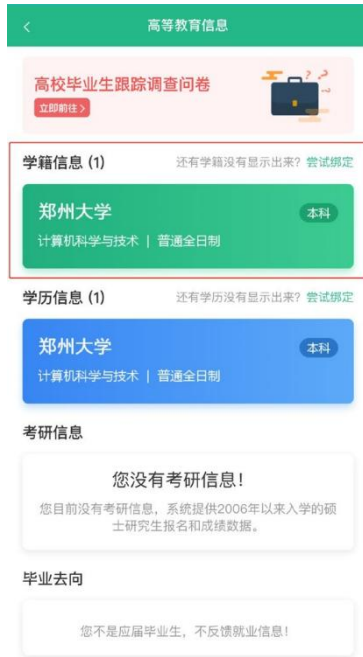 高等教育信息
高校毕业生跟踪调查问卷
立即前往>
学籍信息 (1) 还有学籍没有显示出来? 尝试绑定
郑州大学 本科
计算机科学与技术 | 普通全日制
学历信息 (1) 还有学历没有显示出来? 尝试绑定
郑州大学 本科
计算机科学与技术 | 普通全日制
考研信息
您没有考研信息!
您目前没有考研信息,系统提供2006年以来入学的硕
士研究生报名和成绩数据。
毕业去向
您不是应届毕业生,不反馈就业信息!